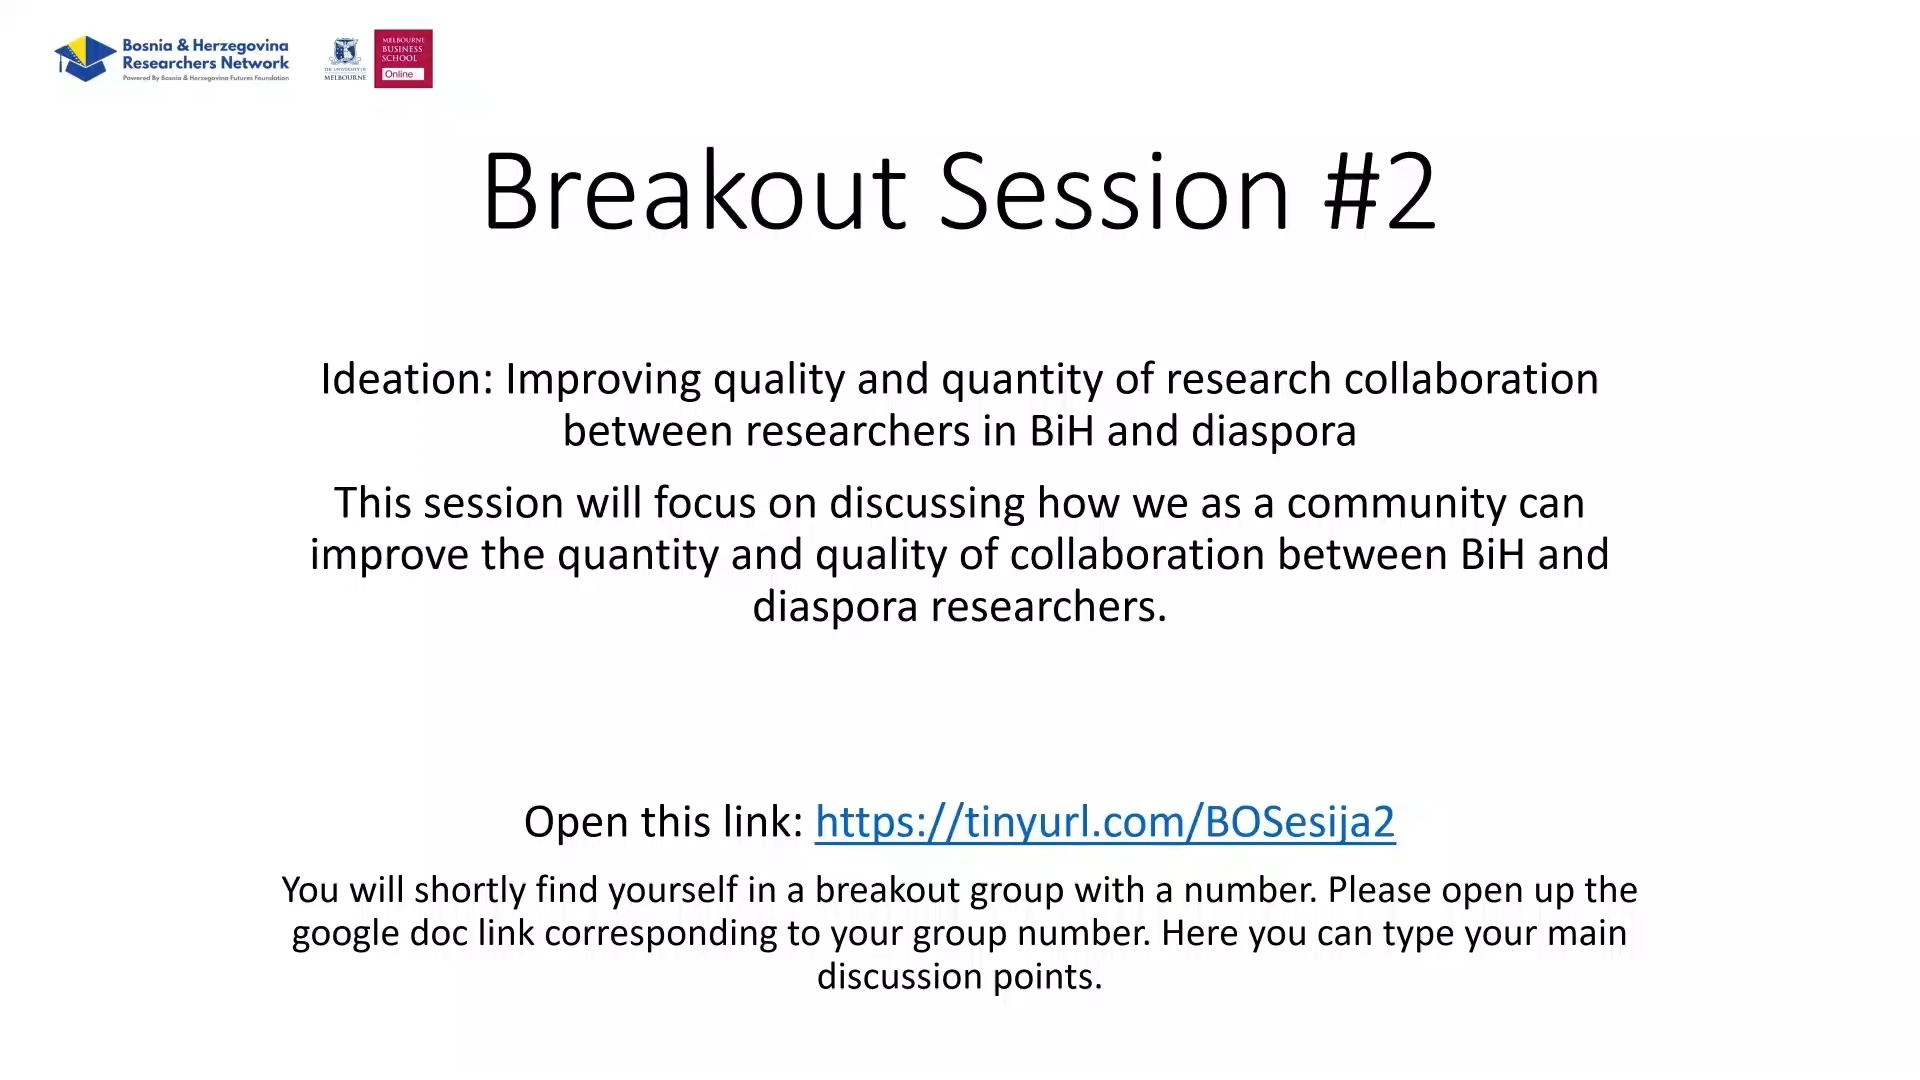 Bosnia & Herzegovina
Researchers Network
Powered By Bosnia & Herzegovina Futures Foundation
THE UNIVERSITY OF
MELBOURNE
MELBOURNE
BUSINESS
SCHOOL
Online
Breakout Session #2
Ideation: Improving quality and quantity of research collaboration
between researchers in BiH and diaspora
This session will focus on discussing how we as a community can
improve the quantity and quality of collaboration between BiH and
diaspora researchers.
Open this link: https://tinyurl.com/BOSesija2
You will shortly find yourself in a breakout group with a number. Please open up the
google doc link corresponding to your group number. Here you can type your main
discussion points.